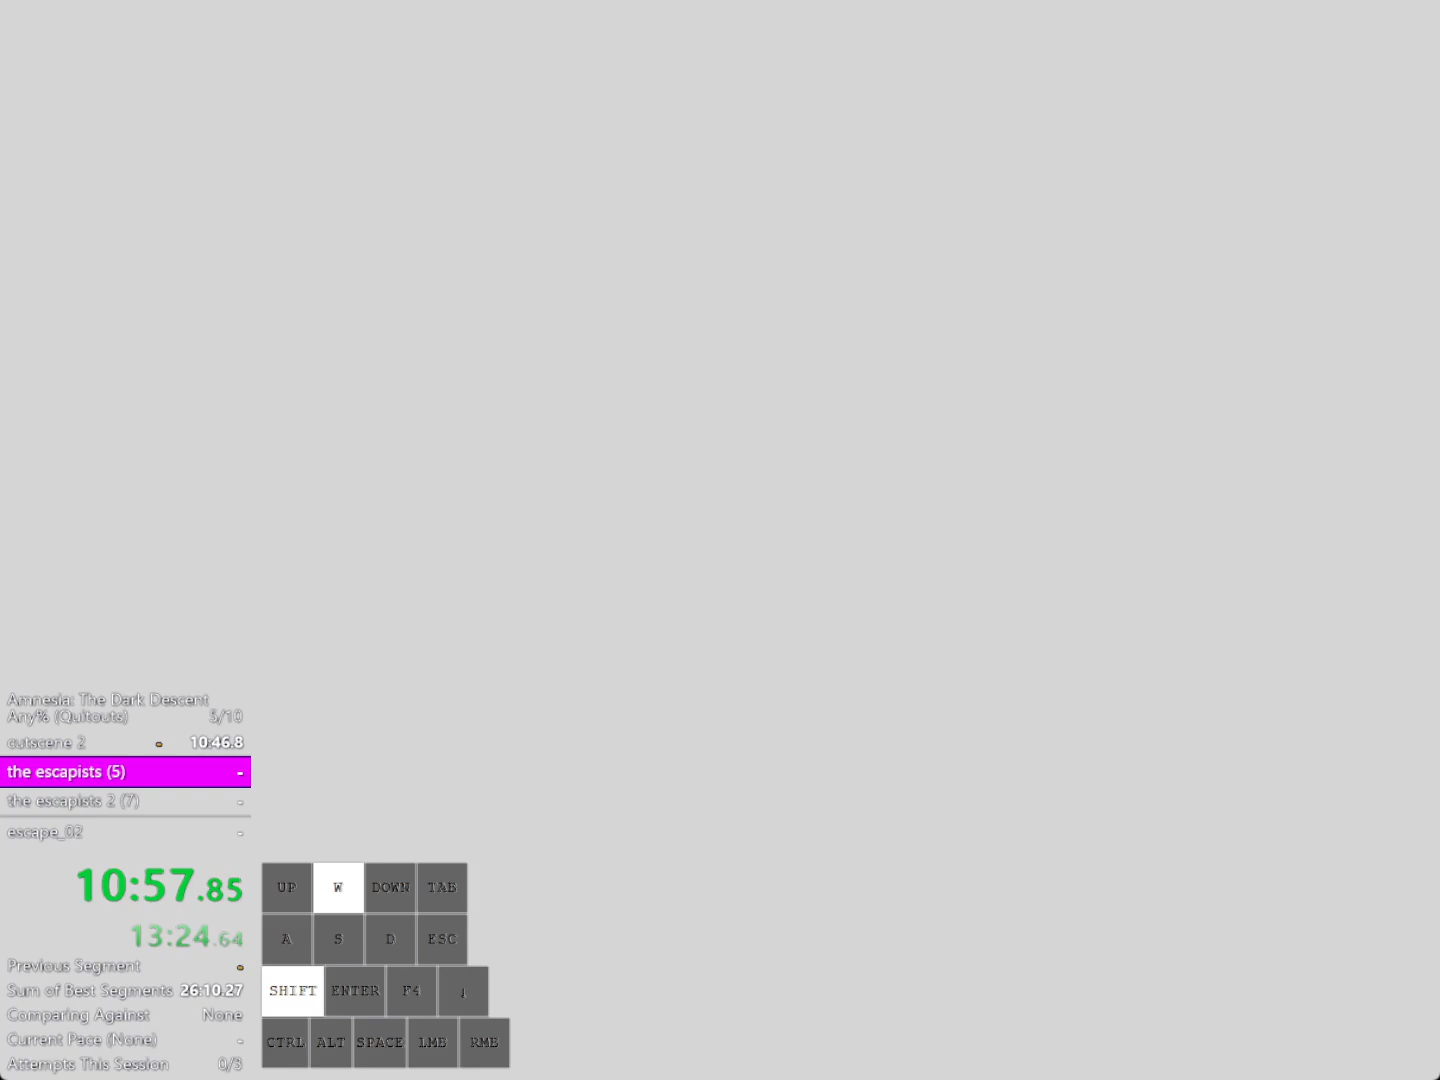 Amnesia: The Dark Descent
Any% (Quitouts) 5/10
cutscene 2 10:46.8
the escapists (5) -
the escapists 2 (7) -
escape_02 -
10:57.85
13:24.64
Previous Segment
Sum of Best Segments 26:10.27
Comparing Against None
Current Pace (None) -
Attempts This Session 0/3
UP W DOWN TAB
A S D ESC
SHIFT ENTER F4
CTRL ALT SPACE LMB RMB